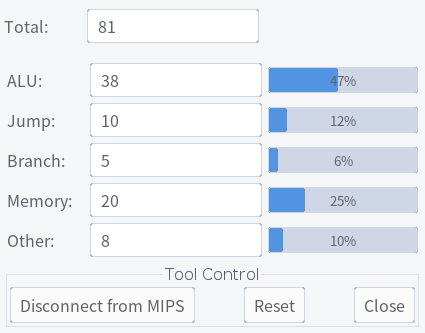 Total: 81
ALU: 38 47%
Jump: 10 12%
Branch: 5 6%
Memory: 20 25%
Other: 8 10%
Tool Control
Disconnect from MIPS Reset Close